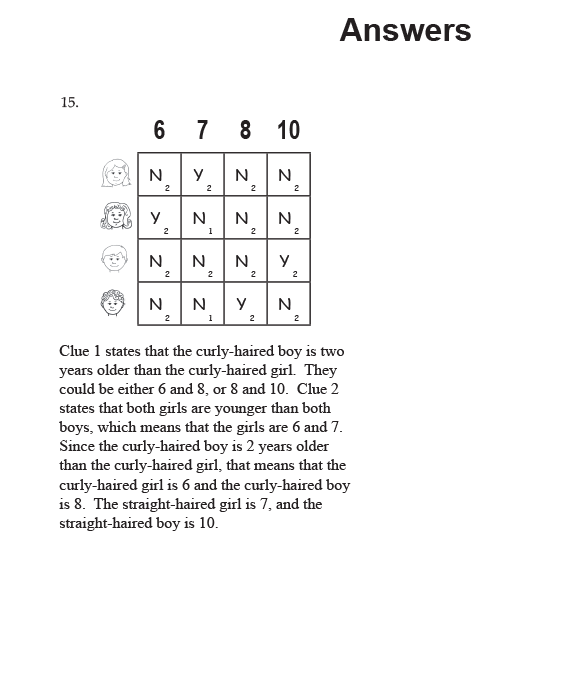 Answers
15.
6 7 8 10
N 2 Y 2 N 2 N 2
Y 2 N 1 N 2 N 2
N 2 N 2 N 2 Y 2
N 2 N 1 Y 2 N 2
Clue 1 states that the curly-haired boy is two
years older than the curly-haired girl.  They
could be either 6 and 8, or 8 and 10.  Clue 2
states that both girls are younger than both
boys, which means that the girls are 6 and 7.
Since the curly-haired boy is 2 years older
than the curly-haired girl, that means that the
curly-haired girl is 6 and the curly-haired boy
is 8.  The straight-haired girl is 7, and the
straight-haired boy is 10.